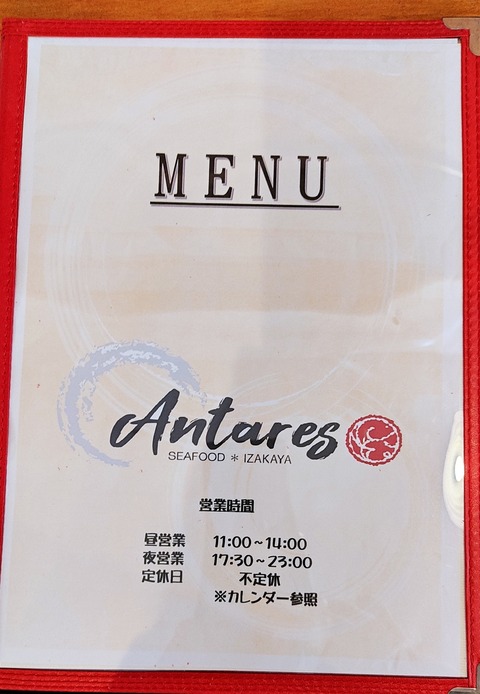 MENU
Antares
SEAFOOD * IZAKAYA
営業時間
昼営業 11:00~14:00
夜営業 17:30~23:00
定休日 不定休
※カレンダー参照